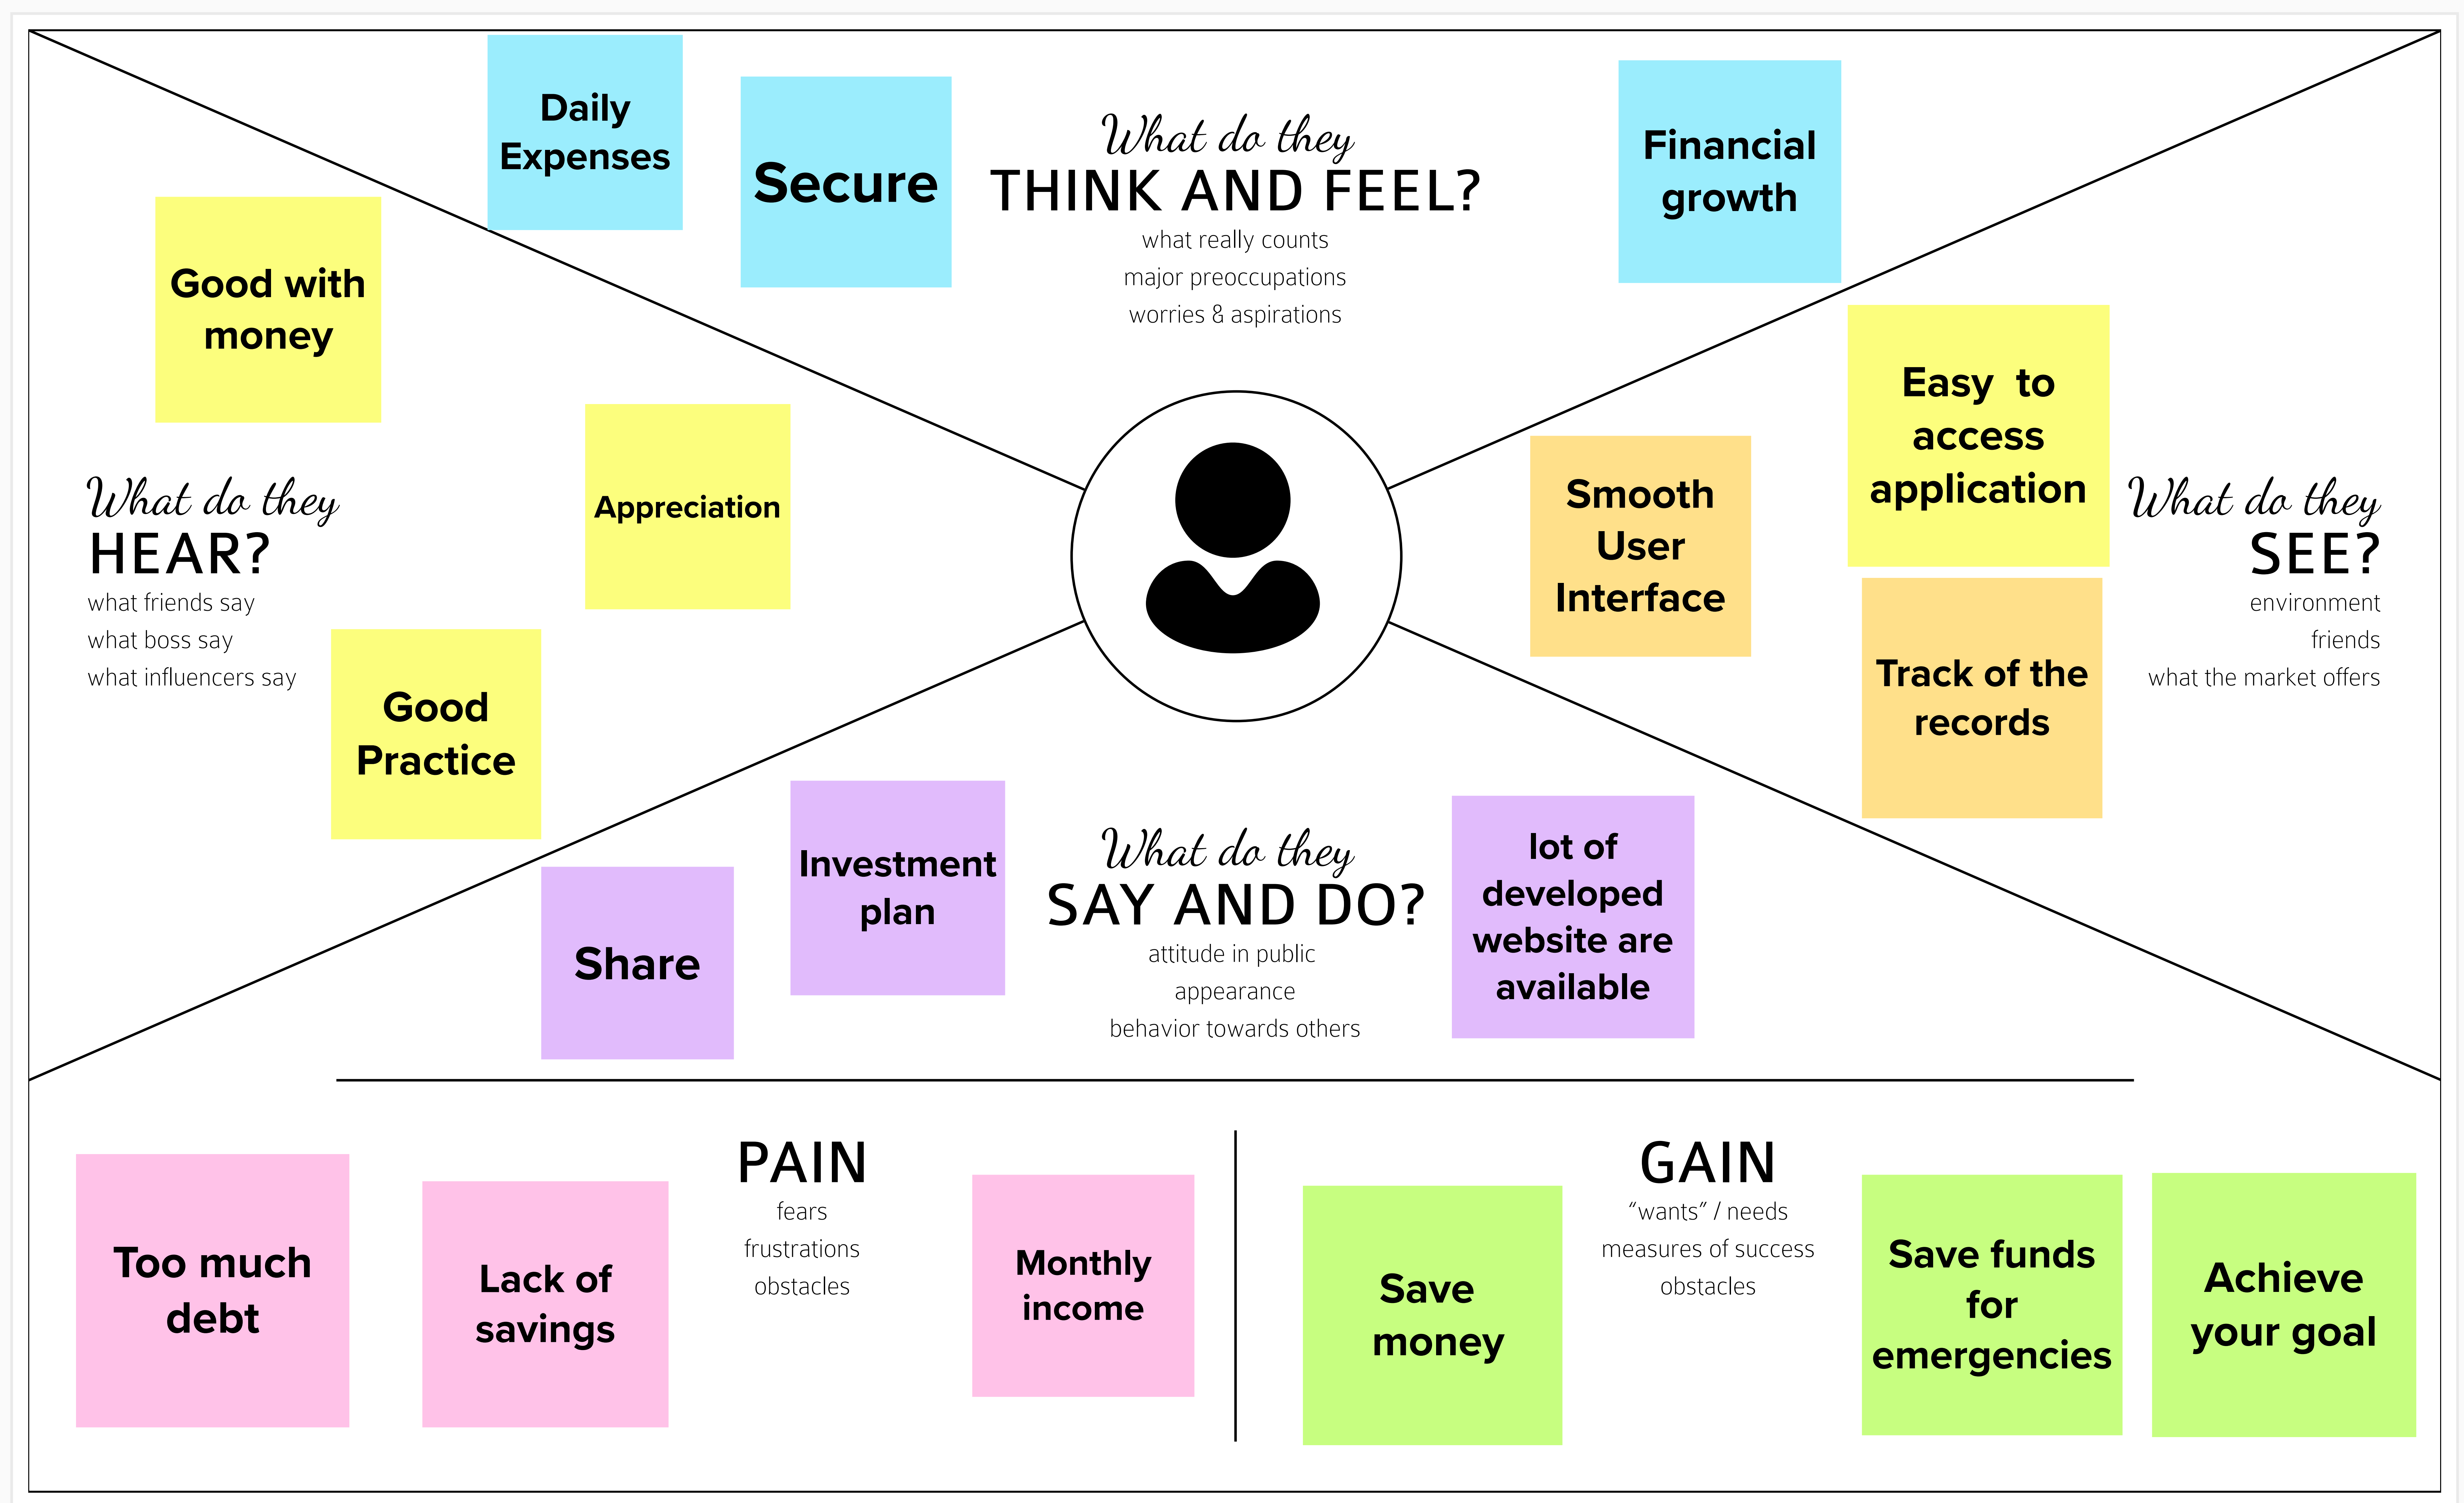 Daily
Expenses
Secure
What do they
THINK AND FEEL?
what really counts
major preoccupations
worries & aspirations
Financial
growth
Good with
money
Appreciation
What do they
HEAR?
what friends say
what boss say
what influencers say
Good
Practice
Smooth
User
Interface
Easy  to
access
application
What do they
SEE?
environment
friends
what the market offers
Track of the
records
Share
Investment
plan
What do they
SAY AND DO?
attitude in public
appearance
behavior towards others
lot of
developed
website are
available
Too much
debt
Lack of
savings
PAIN
fears
frustrations
obstacles
Monthly
income
Save
money
GAIN
“wants” / needs
measures of success
obstacles
Save funds
for
emergencies
Achieve
your goal